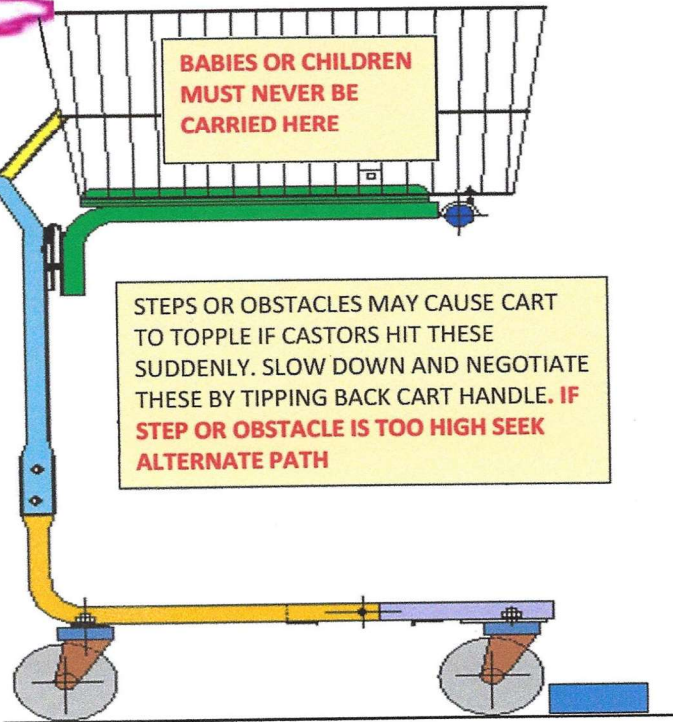 BABIES OR CHILDREN
MUST NEVER BE
CARRIED HERE
STEPS OR OBSTACLES MAY CAUSE CART
TO TOPPLE IF CASTORS HIT THESE
SUDDENLY. SLOW DOWN AND NEGOTIATE
THESE BY TIPPING BACK CART HANDLE. IF
STEP OR OBSTACLE IS TOO HIGH SEEK
ALTERNATE PATH